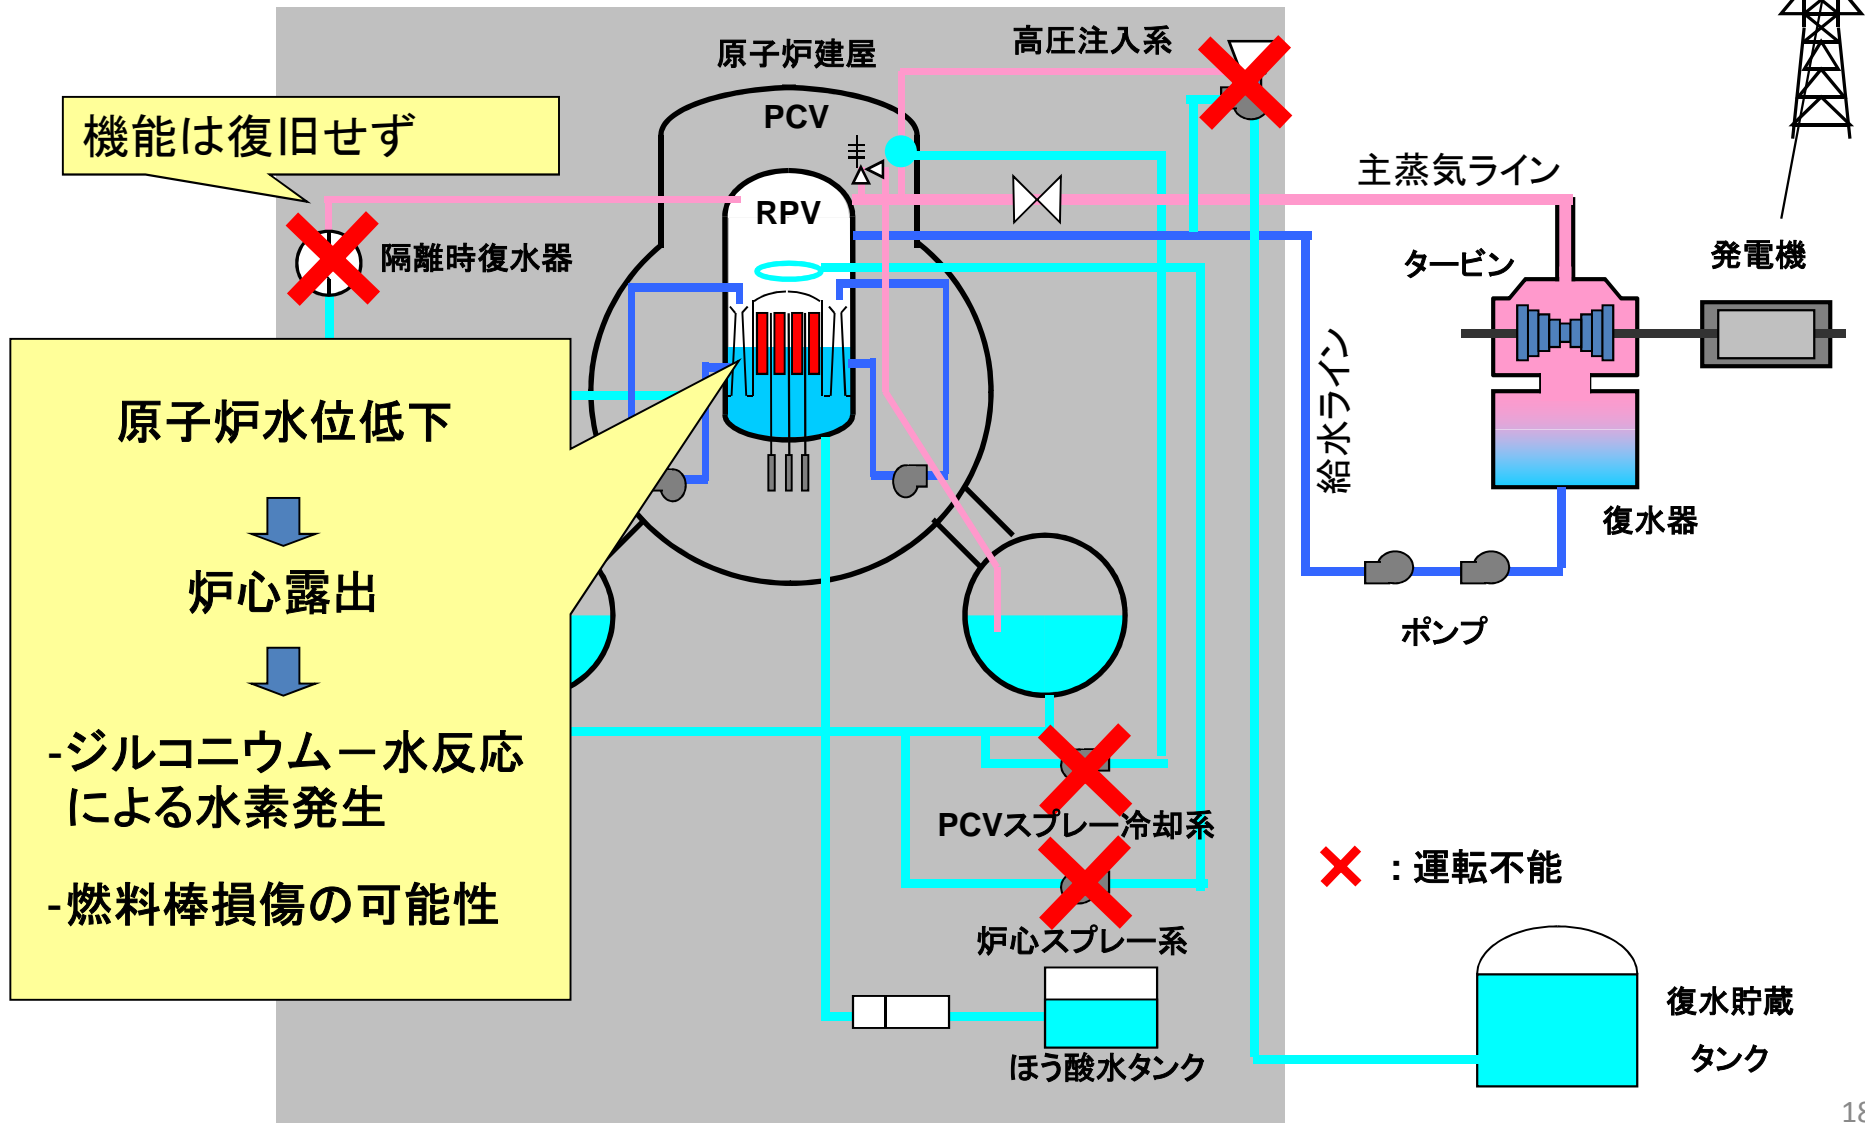 原子炉建屋
高圧注入系
PCV
機能は復旧せず
主蒸気ライン
RPV
隔離時復水器
タービン
発電機
給水ライン
原子炉水位低下
復水器
炉心露出
ポンプ
-ジルコニウムー水反応
による水素発生
PCVスプレー冷却系
:運転不能
-燃料棒損傷の可能性
炉心スプレー系
復水貯蔵
タンク
ほう酸水タンク
18